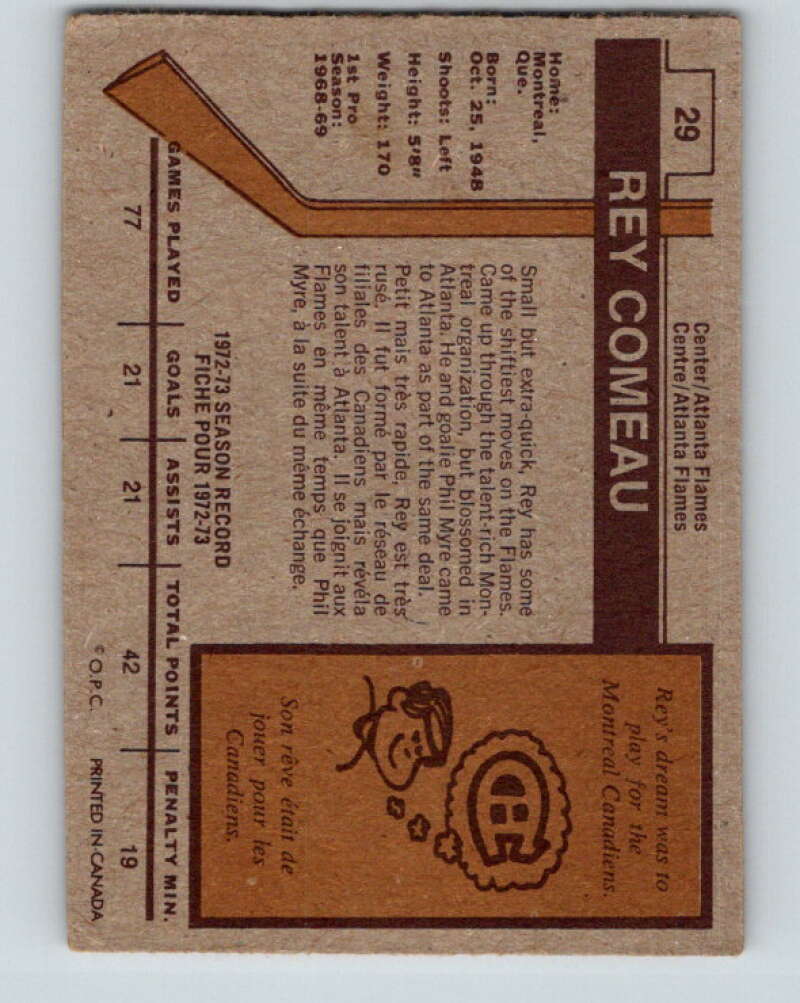 29
Center/Atlanta Flames
Centre/Atlanta Flames
REY COMEAU
Home:
Montreal,
Que.
Born:
Oct. 25, 1948
Shoots: Left
Height: 5'8"
Weight: 170
1st Pro
Season:
1968-69
Small but extra-quick, Rey has some
of the shiftiest moves on the Flames.
Came up through the talent-rich Mon-
treal organization, but blossomed in
Atlanta. He and goalie Phil Myre came
to Atlanta as part of the same deal.
Petit mais très rapide, Rey est très
rusé. Il fut formé par le réseau de
filiales des Canadiens mais révéla
son talent à Atlanta. Il se joignit aux
Flames en même temps que Phil
Myre, à la suite du même échange.
Rey's dream was to
play for the
Montreal Canadiens.
CH
Son rêve était de
jouer pour les
Canadiens.
1972-73 SEASON RECORD
FICHE POUR 1972-73
GAMES PLAYED | GOALS | ASSISTS | TOTAL POINTS | PENALTY MIN.
77 21 21 42 19
© O.P.C. PRINTED IN CANADA